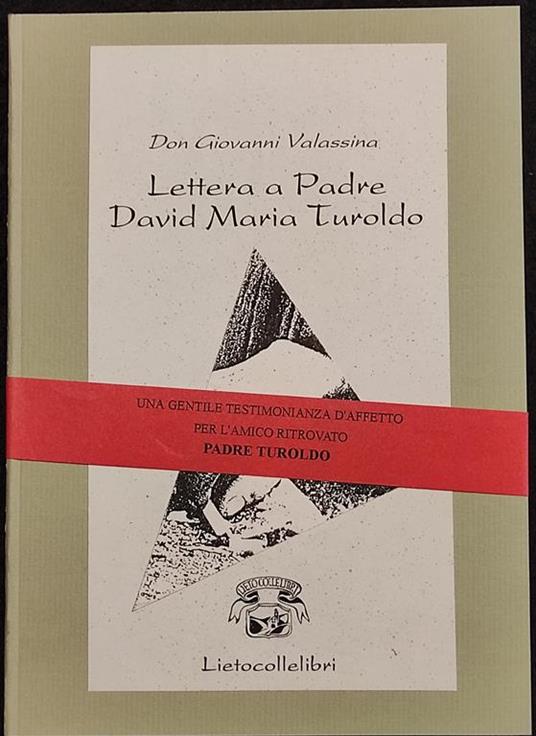 Don Giovanni Valassina
Lettera a Padre
David Maria Turoldo
UNA GENTILE TESTIMONIANZA D'AFFETTO
PER L'AMICO RITROVATO
PADRE TUROLDO
LIETOCOLLELIBRI
Lietocollelibri